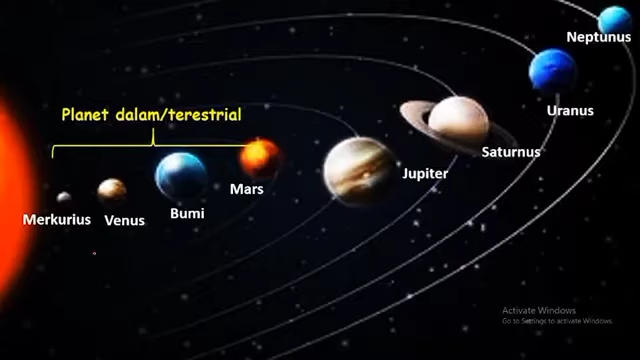 Neptunus
Planet dalam/terestrial
Uranus
Saturnus
Jupiter
Mars
Bumi
Venus
Merkurius
Activate Windows
Go to Settings to activate Windows.